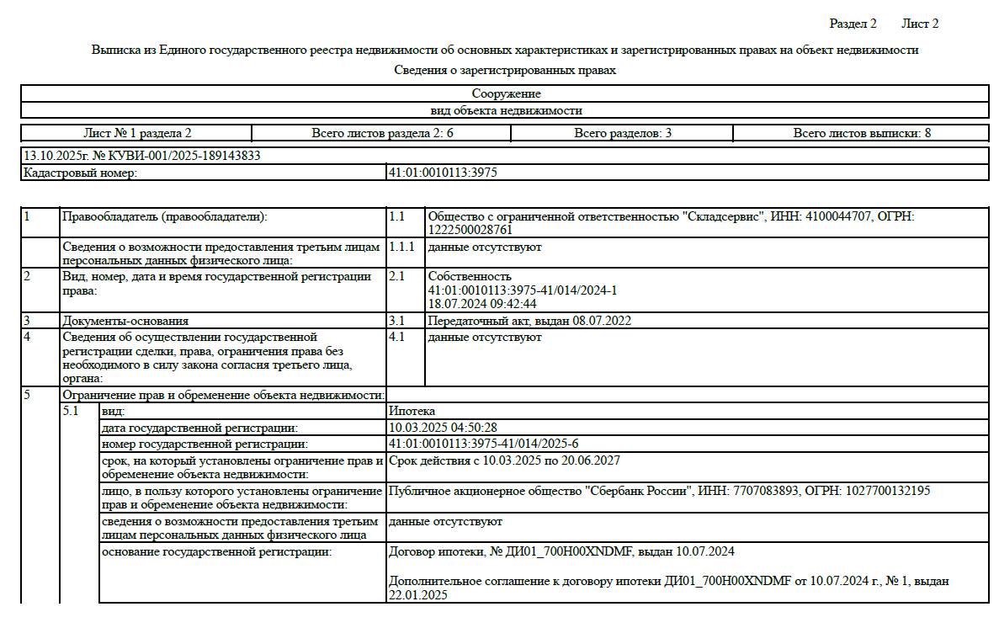 Раздел 2 Лист 2
Выписка из Единого государственного реестра недвижимости об основных характеристиках и зарегистрированных правах на объект недвижимости
Сведения о зарегистрированных правах
Сооружение
вид объекта недвижимости
Лист № 1 раздела 2 Всего листов раздела 2: 6 Всего разделов: 3 Всего листов выписки: 8
13.10.2025г. № КУВИ-001/2025-189143833
Кадастровый номер: 41:01:0010113:3975
1 Правообладатель (правообладатели): 1.1 Общество с ограниченной ответственностью "Складсервис", ИНН: 4100044707, ОГРН:
1222500028761
Сведения о возможности предоставления третьим лицам 1.1.1 данные отсутствуют
персональных данных физического лица:
2 Вид, номер, дата и время государственной регистрации 2.1 Собственность
права: 41:01:0010113:3975-41/014/2024-1
18.07.2024 09:42:44
3 Документы-основания 3.1 Передаточный акт, выдан 08.07.2022
4 Сведения об осуществлении государственной 4.1 данные отсутствуют
регистрации сделки, права, ограничения права без
необходимого в силу закона согласия третьего лица,
органа:
5 Ограничение прав и обременение объекта недвижимости:
5.1 вид: Ипотека
дата государственной регистрации: 10.03.2025 04:50:28
номер государственной регистрации: 41:01:0010113:3975-41/014/2025-6
срок, на который установлены ограничение прав и Срок действия с 10.03.2025 по 20.06.2027
обременение объекта недвижимости:
лицо, в пользу которого установлены ограничение Публичное акционерное общество "Сбербанк России", ИНН: 7707083893, ОГРН: 1027700132195
прав и обременение объекта недвижимости:
сведения о возможности предоставления третьим данные отсутствуют
лицам персональных данных физического лица
основание государственной регистрации: Договор ипотеки, № ДИ01_700H00XNDMF, выдан 10.07.2024
Дополнительное соглашение к договору ипотеки ДИ01_700H00XNDMF от 10.07.2024 г., № 1, выдан
22.01.2025